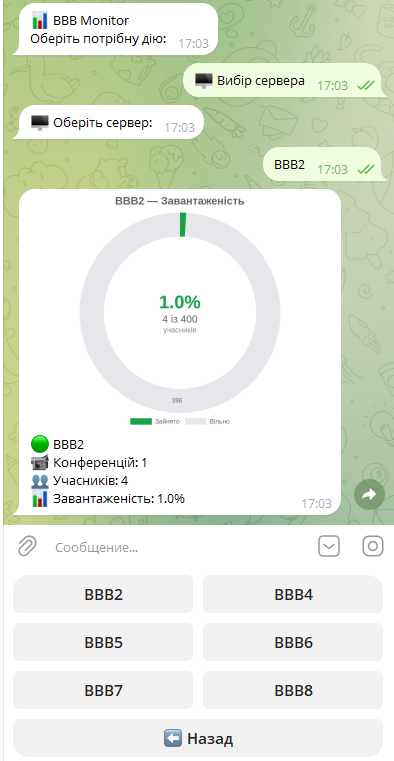 BBB Monitor
Оберіть потрібну дію: 17:03
Вибір сервера 17:03
Оберіть сервер: 17:03
BBB2 17:03
BBB2 — Завантаженість
1.0%
4 із 400
учасників
396
Зайнято Вільно
BBB2
Конференцій: 1
Учасників: 4
Завантаженість: 1.0% 17:03
Сообщение...
BBB2 BBB4
BBB5 BBB6
BBB7 BBB8
Назад